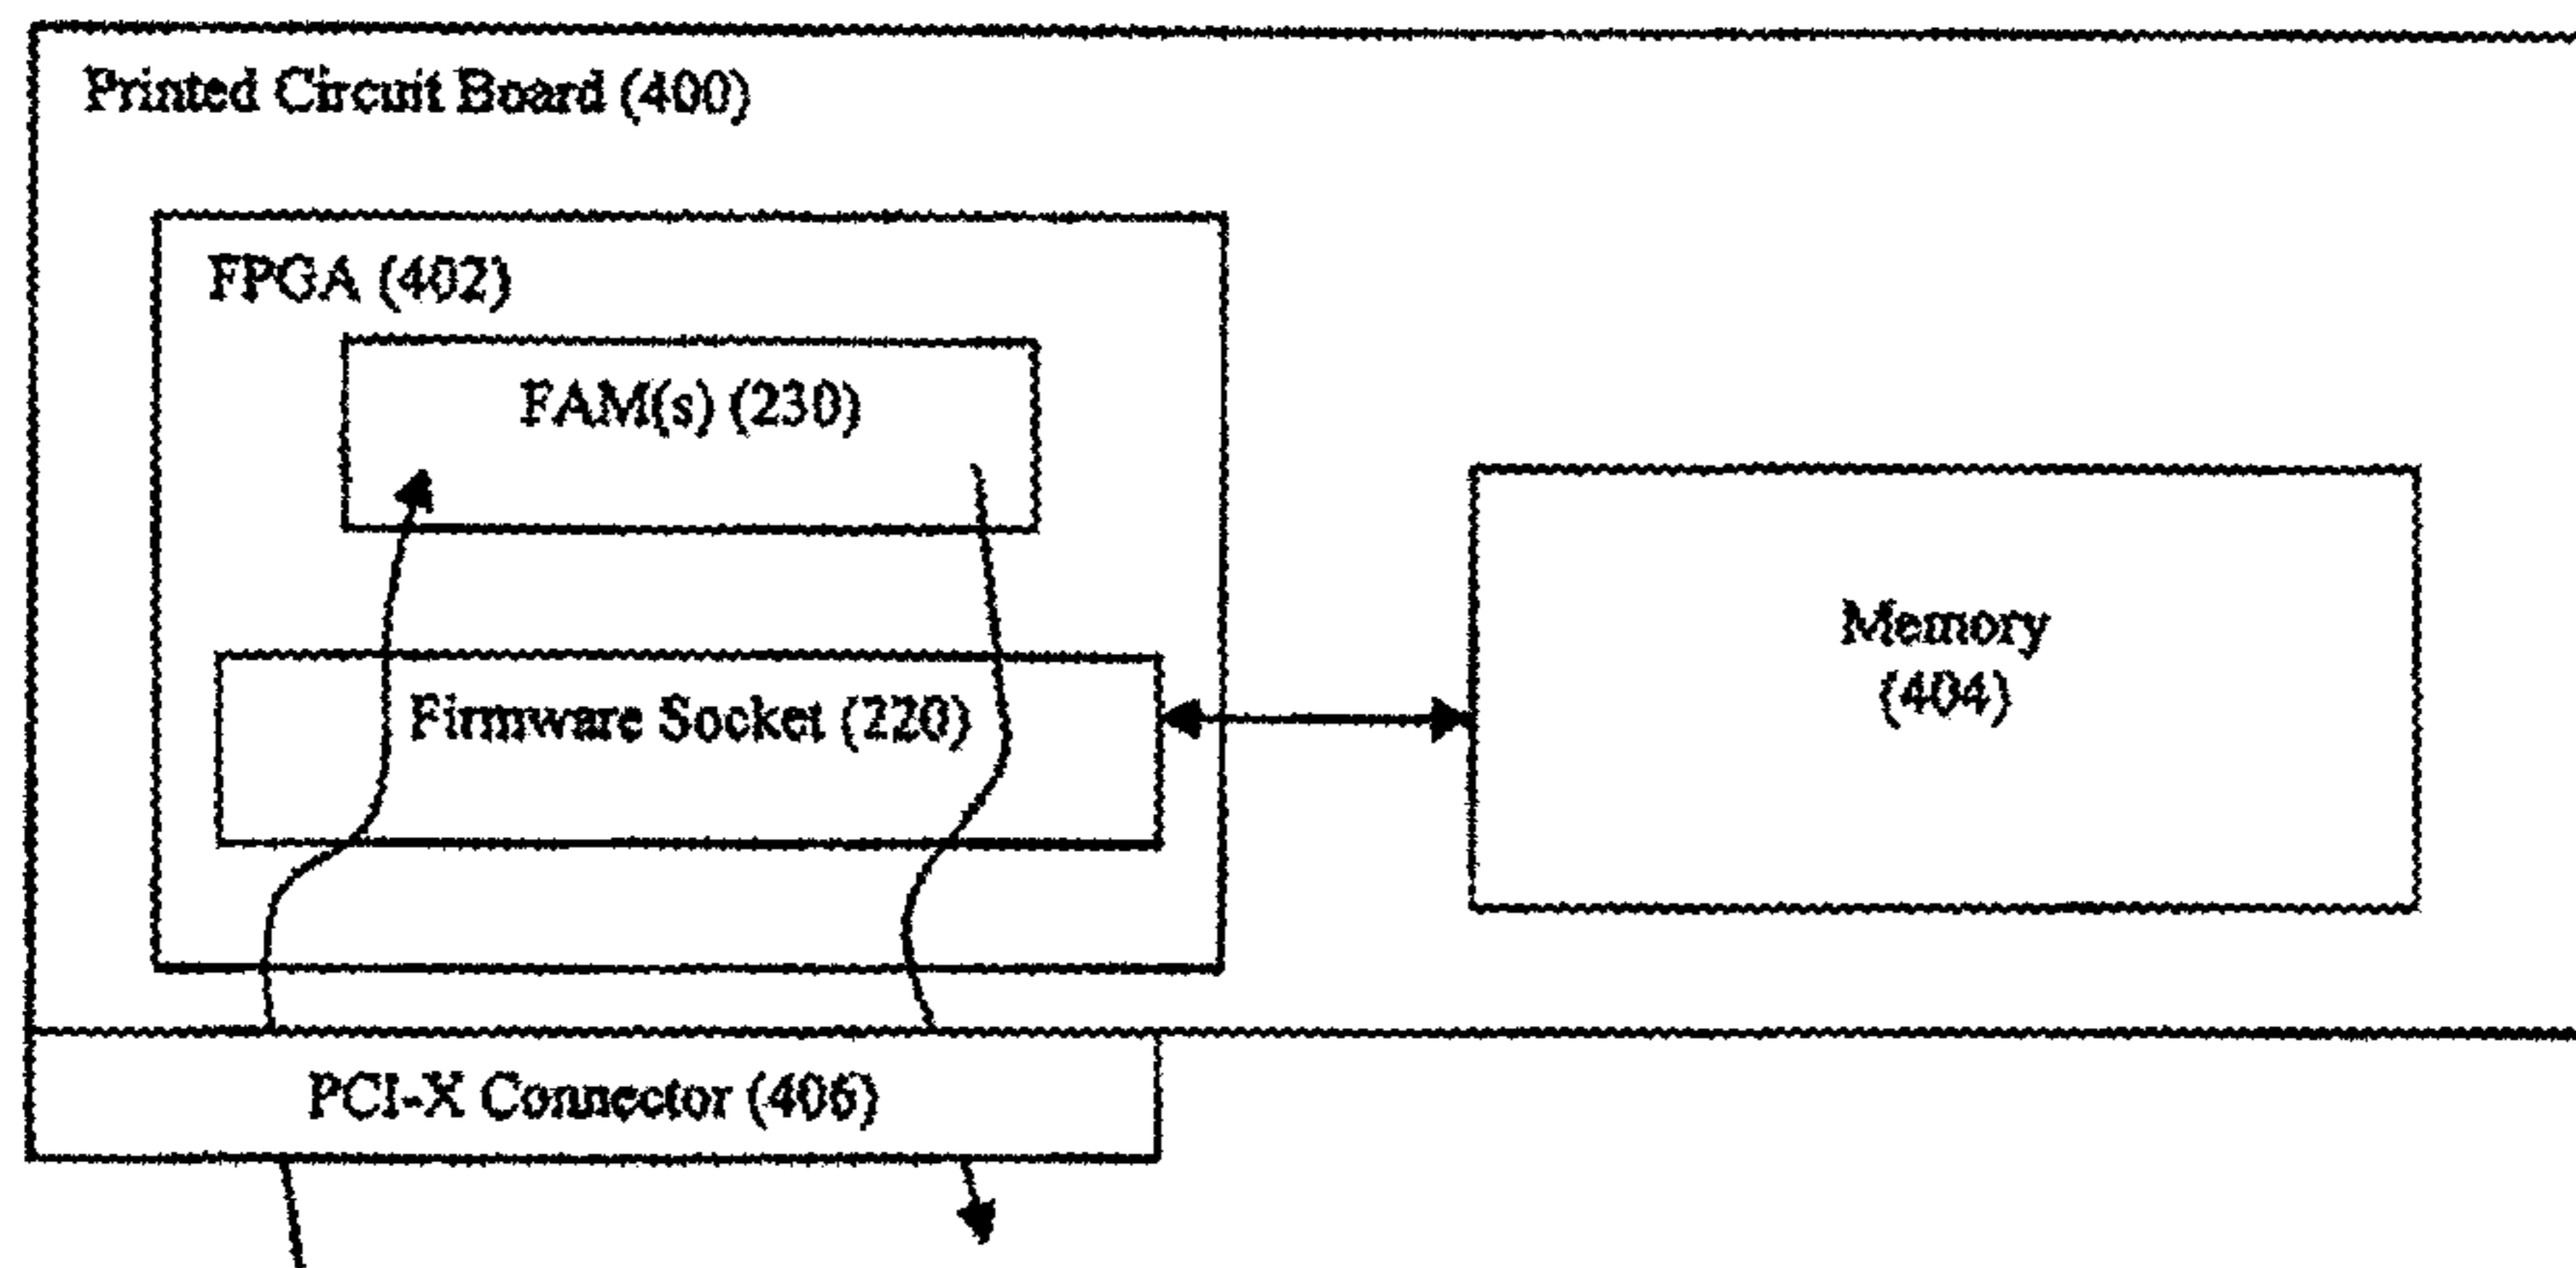 Printed Circuit Board (400)
FPGA (402)
FAM(s) (230)
Firmware Socket (220)
Memory
(404)
PCI-X Connector (406)